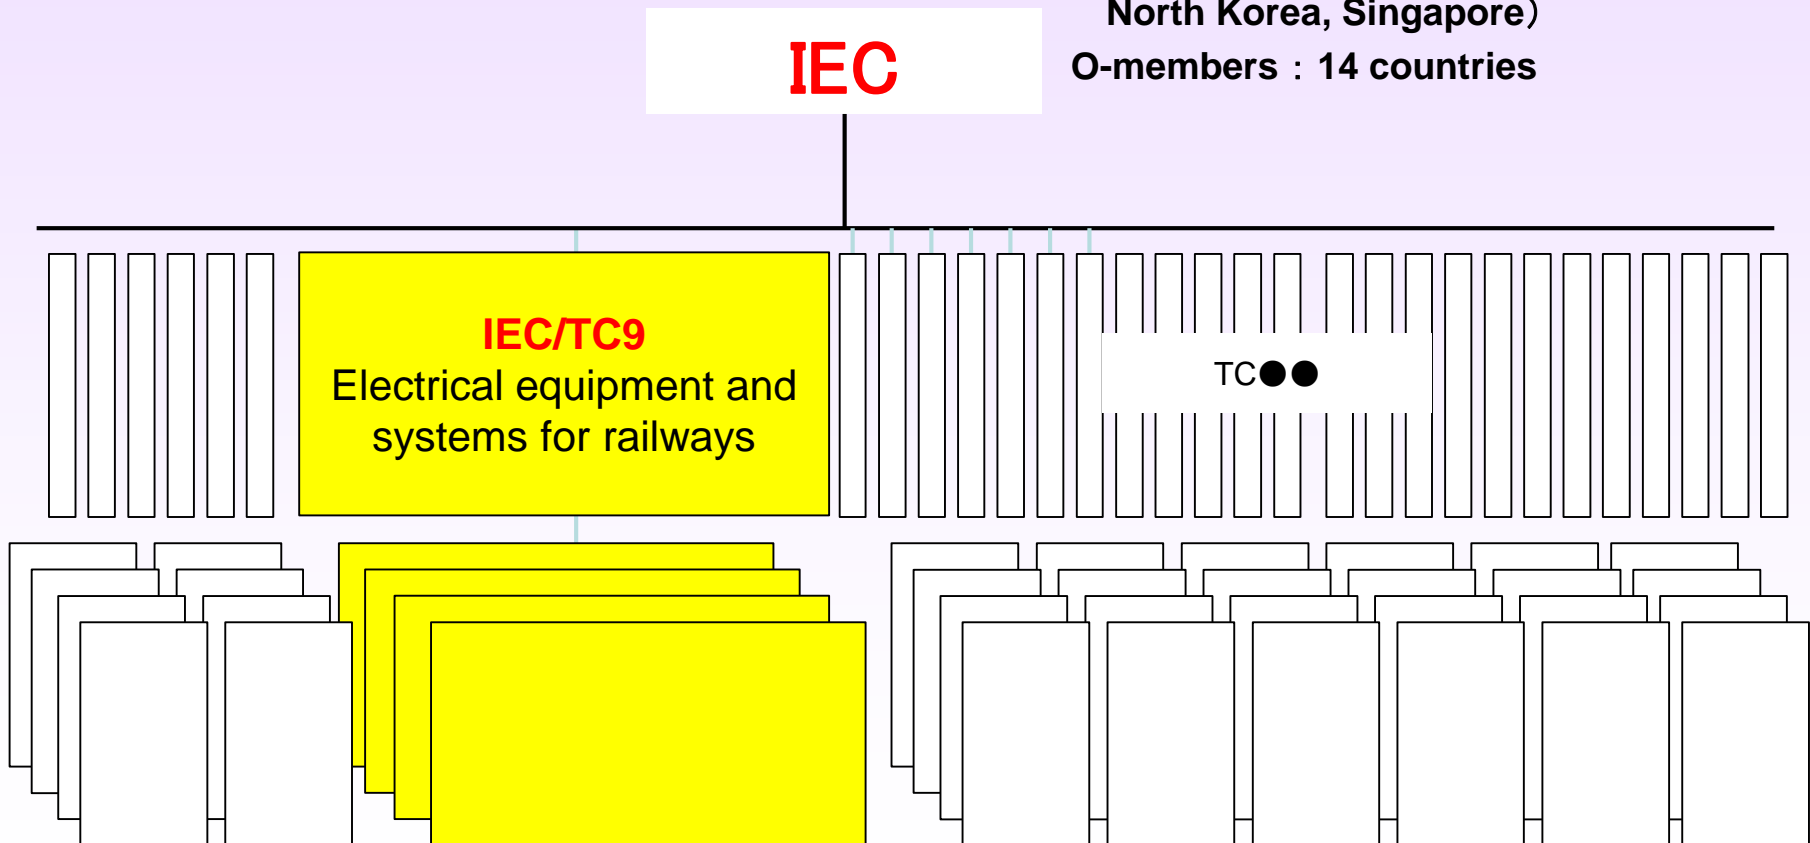 North Korea, Singapore）
IEC
O-members：14 countries
IEC/TC9
Electrical equipment and
systems for railways
TC●●